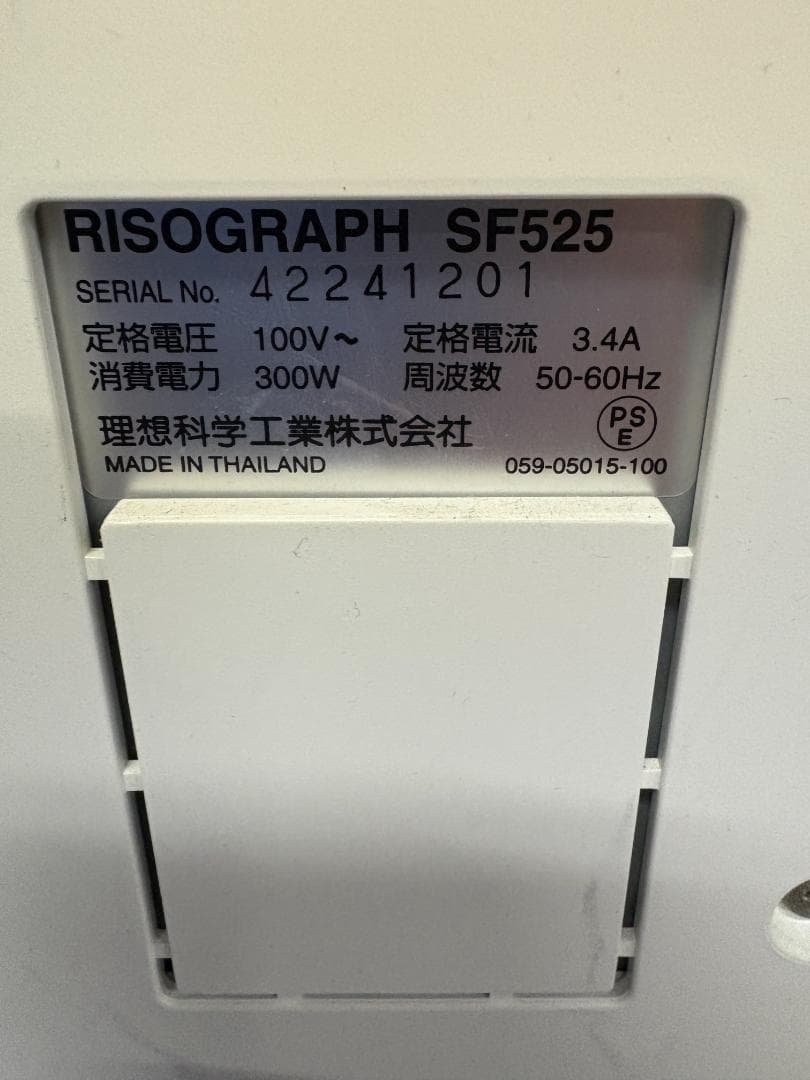 RISOGRAPH SF525
SERIAL No. 42241201
定格電圧 100V～ 定格電流 3.4A
消費電力 300W 周波数 50-60Hz
理想科学工業株式会社 PSE
MADE IN THAILAND 059-05015-100